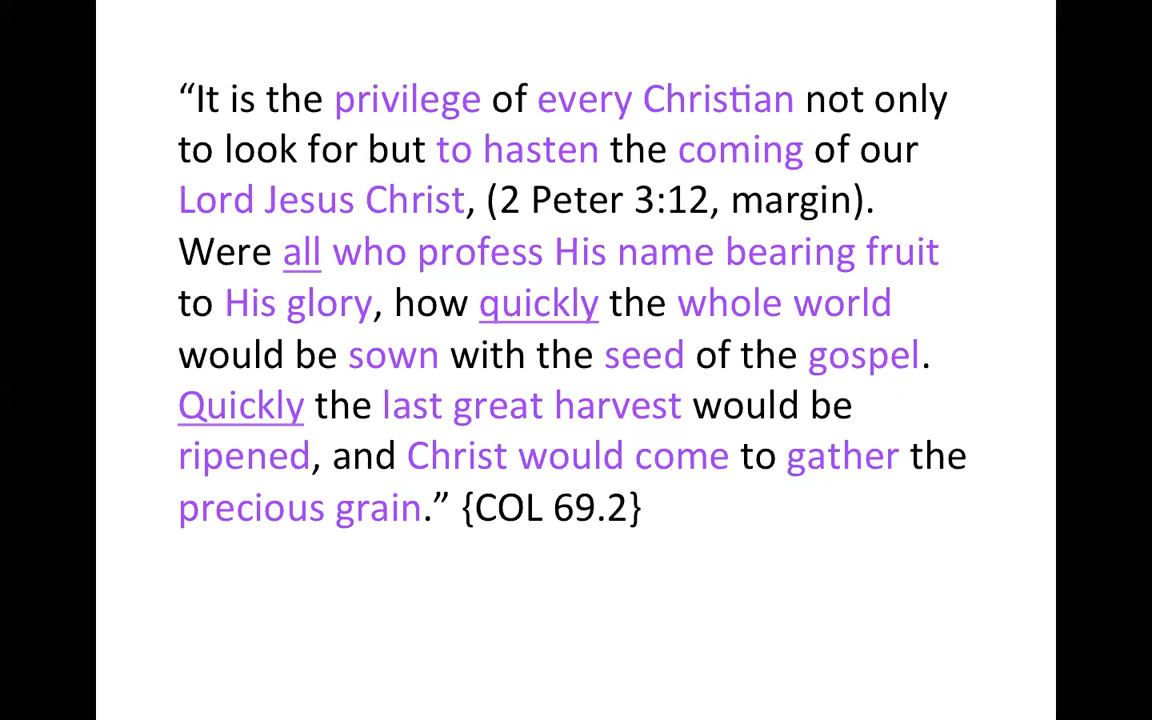 “It is the privilege of every Christian not only
to look for but to hasten the coming of our
Lord Jesus Christ, (2 Peter 3:12, margin).
Were all who profess His name bearing fruit
to His glory, how quickly the whole world
would be sown with the seed of the gospel.
Quickly the last great harvest would be
ripened, and Christ would come to gather the
precious grain.” {COL 69.2}